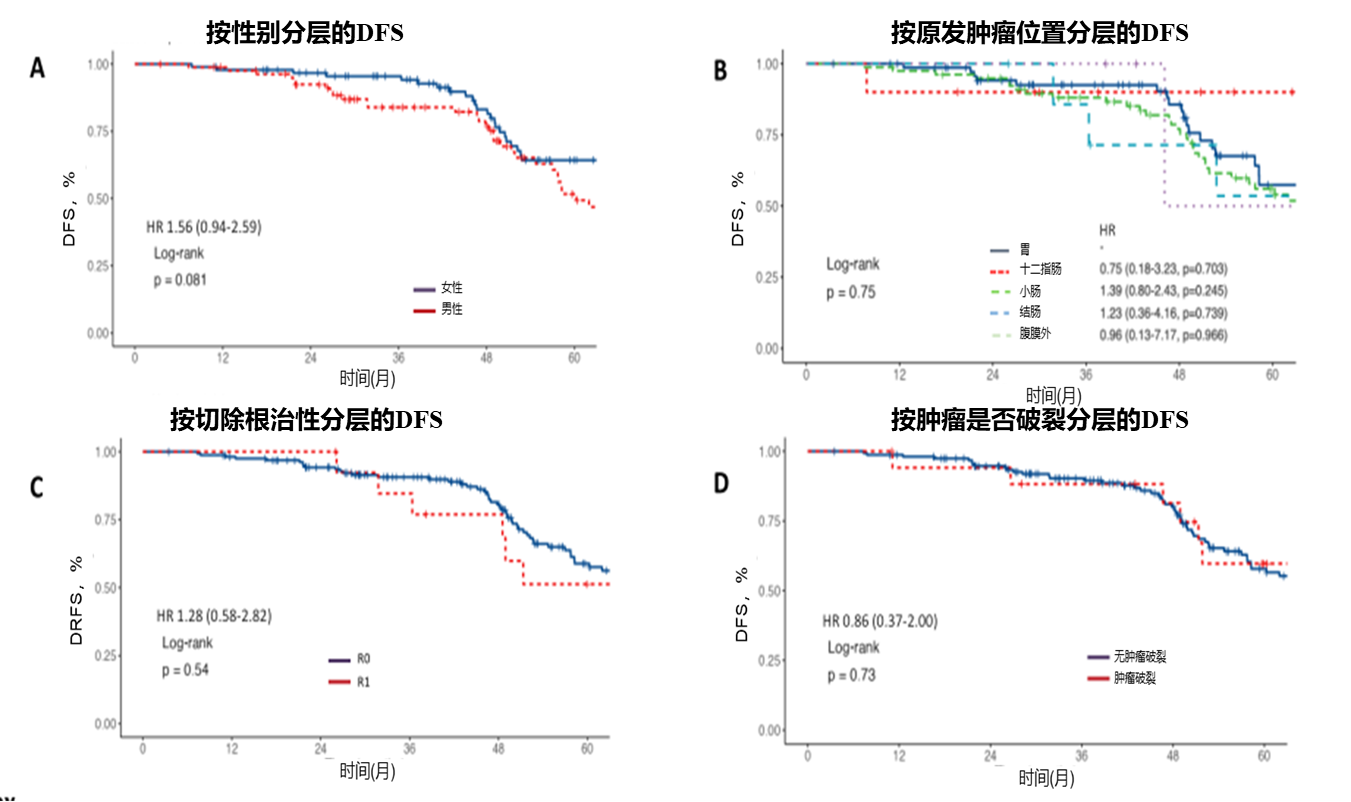 按性别分层的DFS
A
1.00
0.75
0.50
0.25
0.00
DFS, %
HR 1.56 (0.94-2.59)
Log-rank
p = 0.081
女性
男性
0 12 24 36 48 60
时间(月)
按原发肿瘤位置分层的DFS
B
1.00
0.75
0.50
0.25
0.00
DFS, %
Log-rank
p = 0.75
HR
胃 *
十二指肠 0.75 (0.18-3.23, p=0.703)
小肠 1.39 (0.80-2.43, p=0.245)
结肠 1.23 (0.36-4.16, p=0.739)
腹膜外 0.96 (0.13-7.17, p=0.966)
0 12 24 36 48 60
时间(月)
按切除根治性分层的DFS
C
1.00
0.75
0.50
0.25
0.00
DRFS, %
HR 1.28 (0.58-2.82)
Log-rank
p = 0.54
R0
R1
0 12 24 36 48 60
时间(月)
按肿瘤是否破裂分层的DFS
D
1.00
0.75
0.50
0.25
0.00
DFS, %
HR 0.86 (0.37-2.00)
Log-rank
p = 0.73
无肿瘤破裂
肿瘤破裂
0 12 24 36 48 60
时间(月)